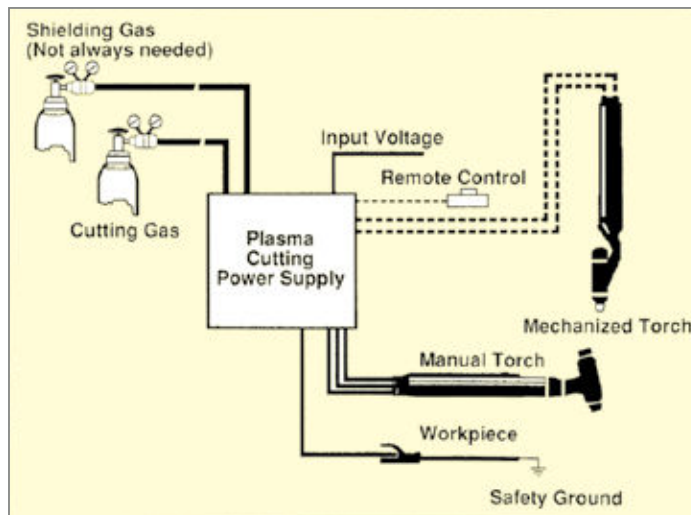 Shielding Gas
(Not always needed)
Input Voltage
Remote Control
Cutting Gas
Plasma
Cutting
Power Supply
Mechanized Torch
Manual Torch
Workpiece
Safety Ground